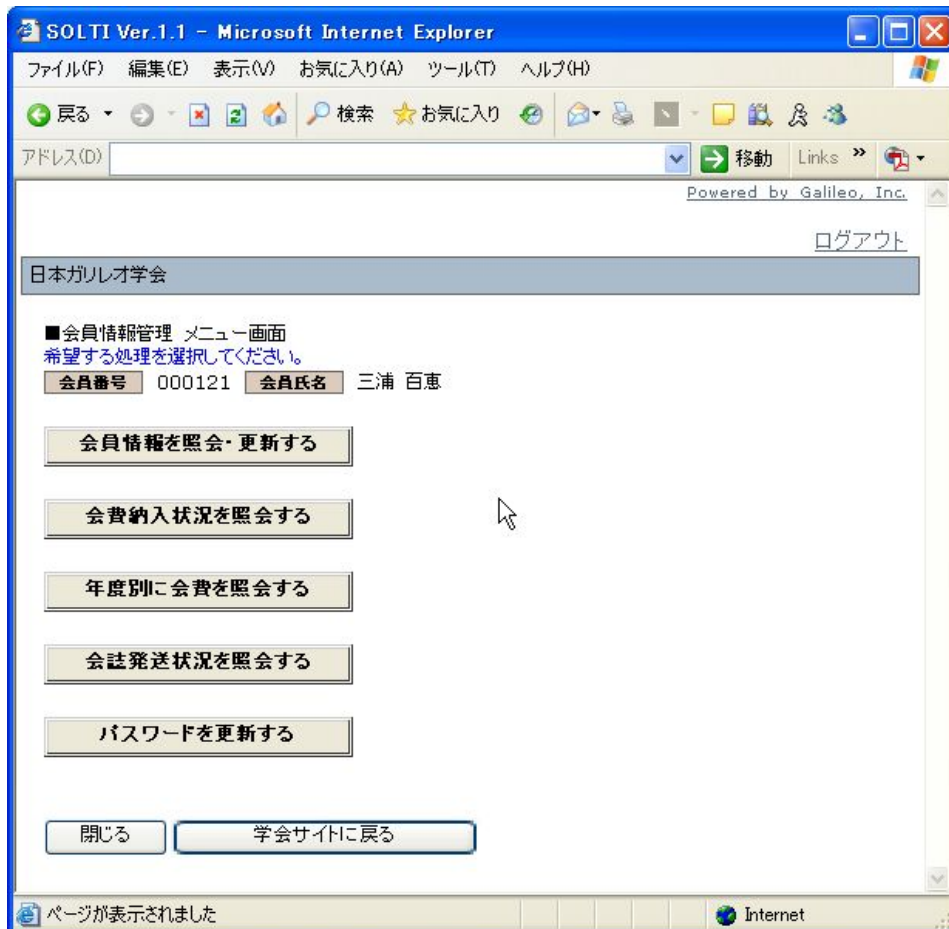 SOLTI Ver.1.1 - Microsoft Internet Explorer
ファイル(F) 編集(E) 表示(V) お気に入り(A) ツール(T) ヘルプ(H)
戻る 検索 お気に入り
アドレス(D) 移動 Links »
Powered by Galileo, Inc.
ログアウト
日本ガリレオ学会
■会員情報管理 メニュー画面
希望する処理を選択してください。
会員番号 000121 会員氏名 三浦 百恵
会員情報を照会・更新する
会費納入状況を照会する
年度別に会費を照会する
会誌発送状況を照会する
パスワードを更新する
閉じる 学会サイトに戻る
ページが表示されました Internet